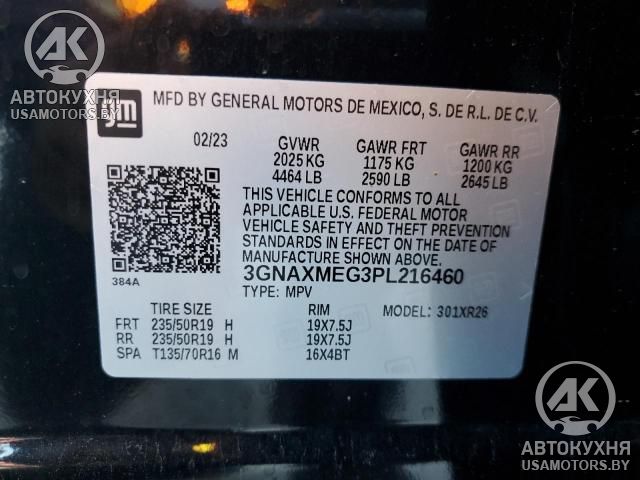 AK
АВТОКУХНЯ
USAMOTORS.BY
gm
MFD BY GENERAL MOTORS DE MEXICO, S. DE R.L. DE C.V.
02/23 GVWR GAWR FRT GAWR RR
2025 KG 1175 KG 1200 KG
4464 LB 2590 LB 2645 LB
THIS VEHICLE CONFORMS TO ALL
APPLICABLE U.S. FEDERAL MOTOR
VEHICLE SAFETY AND THEFT PREVENTION
STANDARDS IN EFFECT ON THE DATE OF
MANUFACTURE SHOWN ABOVE.
384A
3GNAXMEG3PL216460
TYPE: MPV
TIRE SIZE RIM 301XR26
FRT 235/50R19 H 19X7.5J
RR 235/50R19 H 19X7.5J
SPA T135/70R16 M 16X4BT
AK
АВТОКУХНЯ
USAMOTORS.BY